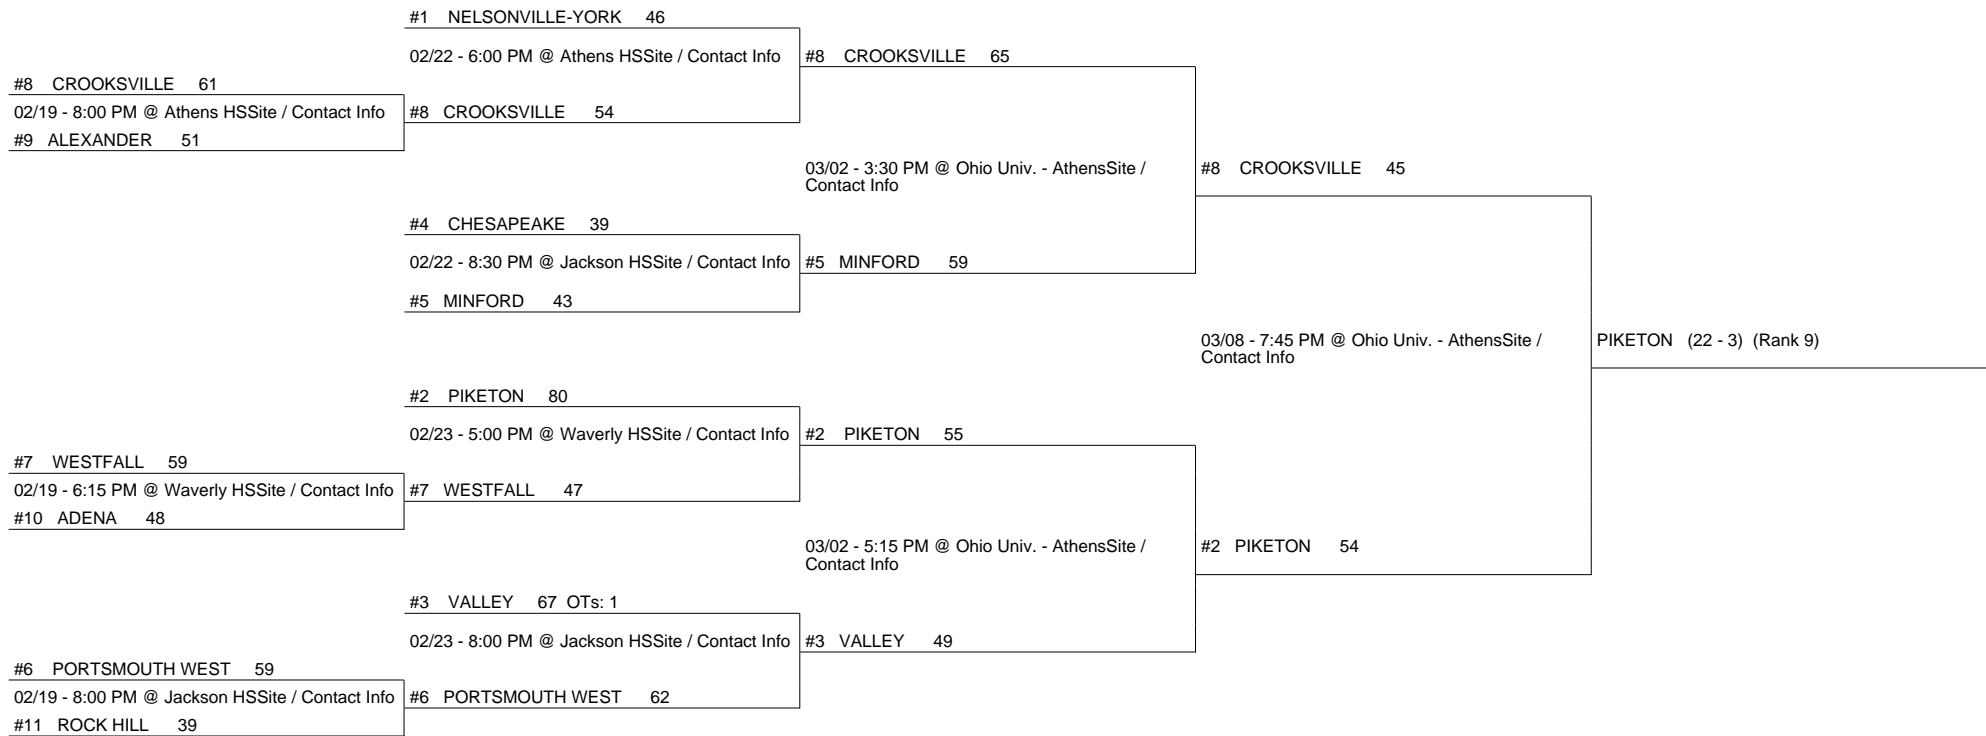 #1 NELSONVILLE-YORK 46
02/22 - 6:00 PM @ Athens HSSite / Contact Info
#8 CROOKSVILLE 65
#8 CROOKSVILLE 61
02/19 - 8:00 PM @ Athens HSSite / Contact Info
#8 CROOKSVILLE 54
#9 ALEXANDER 51
03/02 - 3:30 PM @ Ohio Univ. - AthensSite /
Contact Info
#8 CROOKSVILLE 45
#4 CHESAPEAKE 39
02/22 - 8:30 PM @ Jackson HSSite / Contact Info
#5 MINFORD 59
#5 MINFORD 43
03/08 - 7:45 PM @ Ohio Univ. - AthensSite /
Contact Info
PIKETON (22 - 3) (Rank 9)
#2 PIKETON 80
02/23 - 5:00 PM @ Waverly HSSite / Contact Info
#2 PIKETON 55
#7 WESTFALL 59
02/19 - 6:15 PM @ Waverly HSSite / Contact Info
#7 WESTFALL 47
#10 ADENA 48
03/02 - 5:15 PM @ Ohio Univ. - AthensSite /
Contact Info
#2 PIKETON 54
#3 VALLEY 67 OTs: 1
02/23 - 8:00 PM @ Jackson HSSite / Contact Info
#3 VALLEY 49
#6 PORTSMOUTH WEST 59
02/19 - 8:00 PM @ Jackson HSSite / Contact Info
#6 PORTSMOUTH WEST 62
#11 ROCK HILL 39